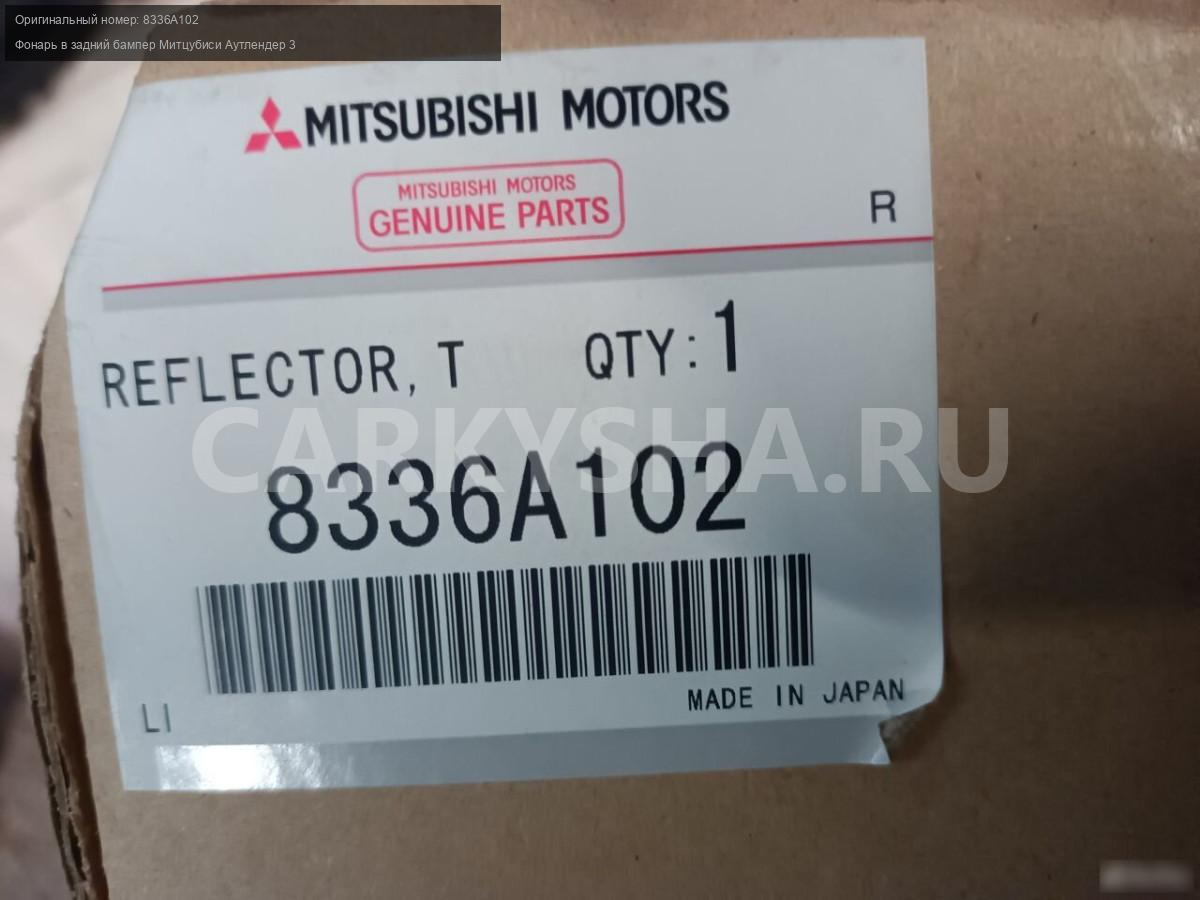 Оригинальный номер: 8336A102
Фонарь в задний бампер Митцубиси Аутлендер 3
MITSUBISHI MOTORS
MITSUBISHI MOTORS
GENUINE PARTS
R
REFLECTOR, T QTY: 1
CARKYSHA.RU
8336A102
MADE IN JAPAN
LI